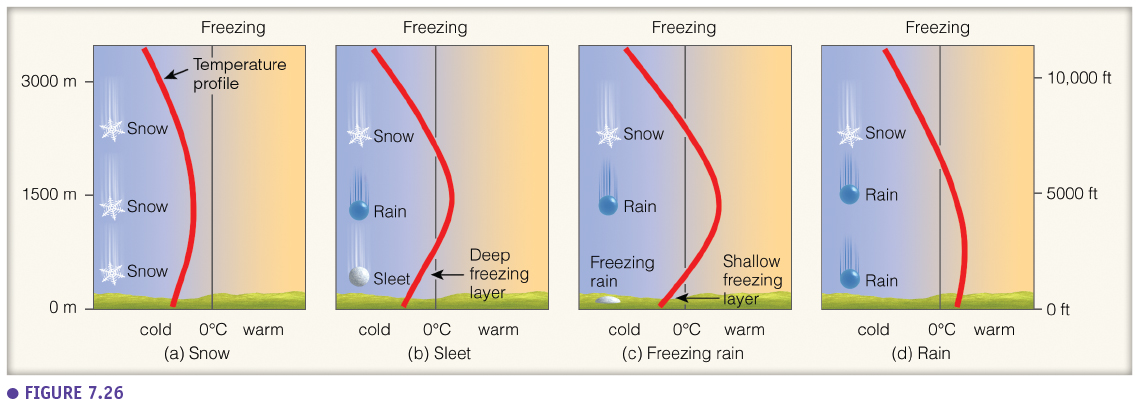 Freezing
Freezing
Freezing
Freezing
3000 m
1500 m
0 m
Temperature
profile
Snow
Snow
Snow
cold 0°C warm
(a) Snow
Snow
Rain
Sleet
Deep
freezing
layer
cold 0°C warm
(b) Sleet
Snow
Rain
Freezing
rain
Shallow
freezing
layer
cold 0°C warm
(c) Freezing rain
Snow
Rain
Rain
cold 0°C warm
(d) Rain
10,000 ft
5000 ft
0 ft
● FIGURE 7.26